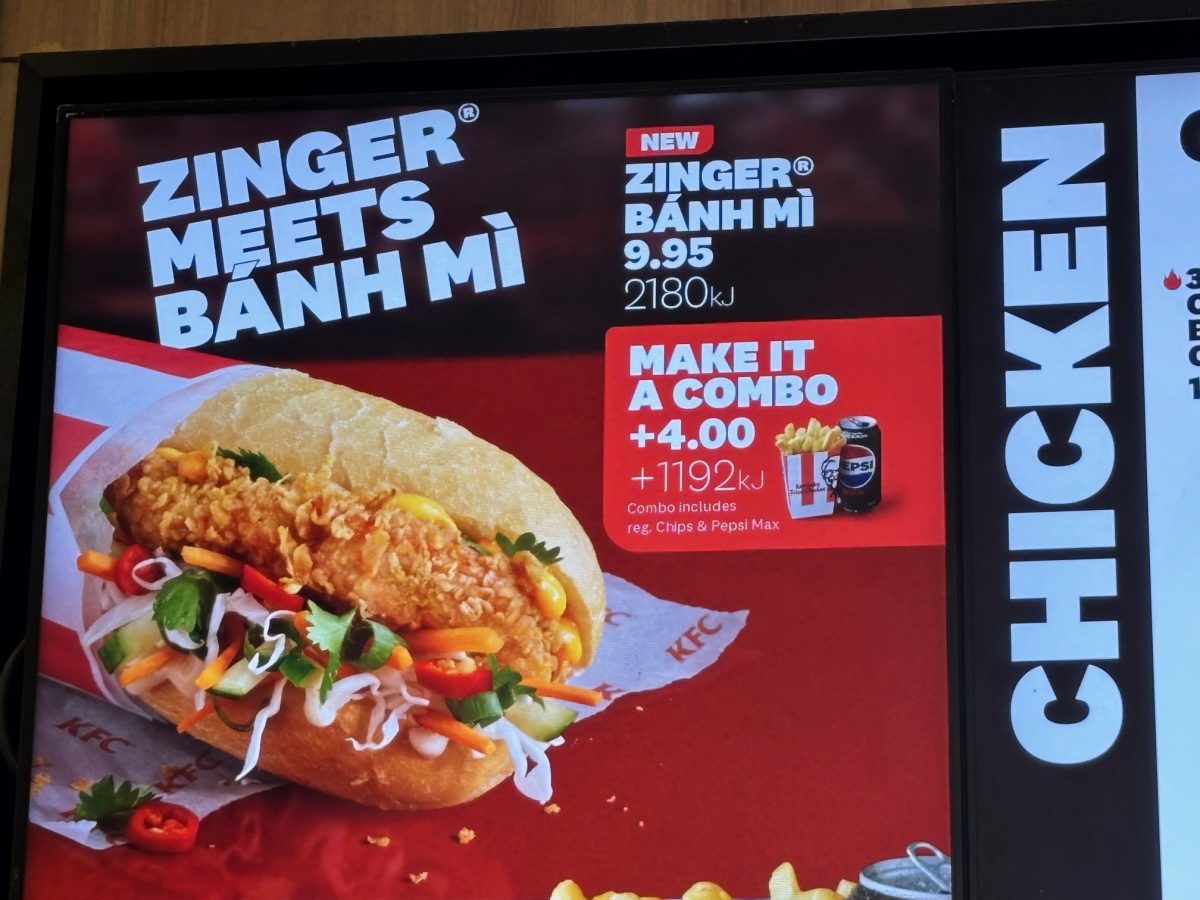 ZINGER®
MEETS
BÁNH MÌ
NEW
ZINGER®
BÁNH MÌ
9.95
2180kJ
MAKE IT
A COMBO
+4.00
+1192kJ
Combo includes
reg. Chips & Pepsi Max
PEPSI
KFC
KFC
KFC
CHICKEN